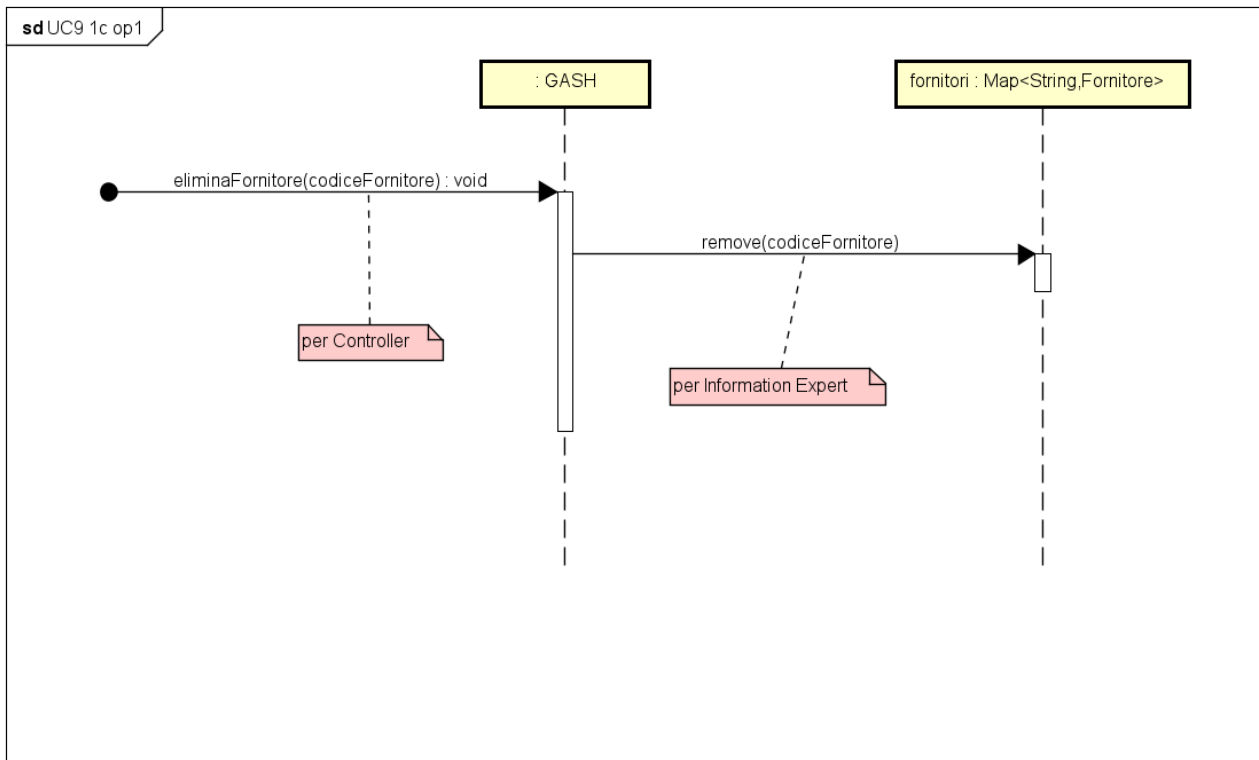 sd UC9 1c op1
: GASH
fornitori : Map<String,Fornitore>
eliminaFornitore(codiceFornitore) : void
remove(codiceFornitore)
per Controller
per Information Expert